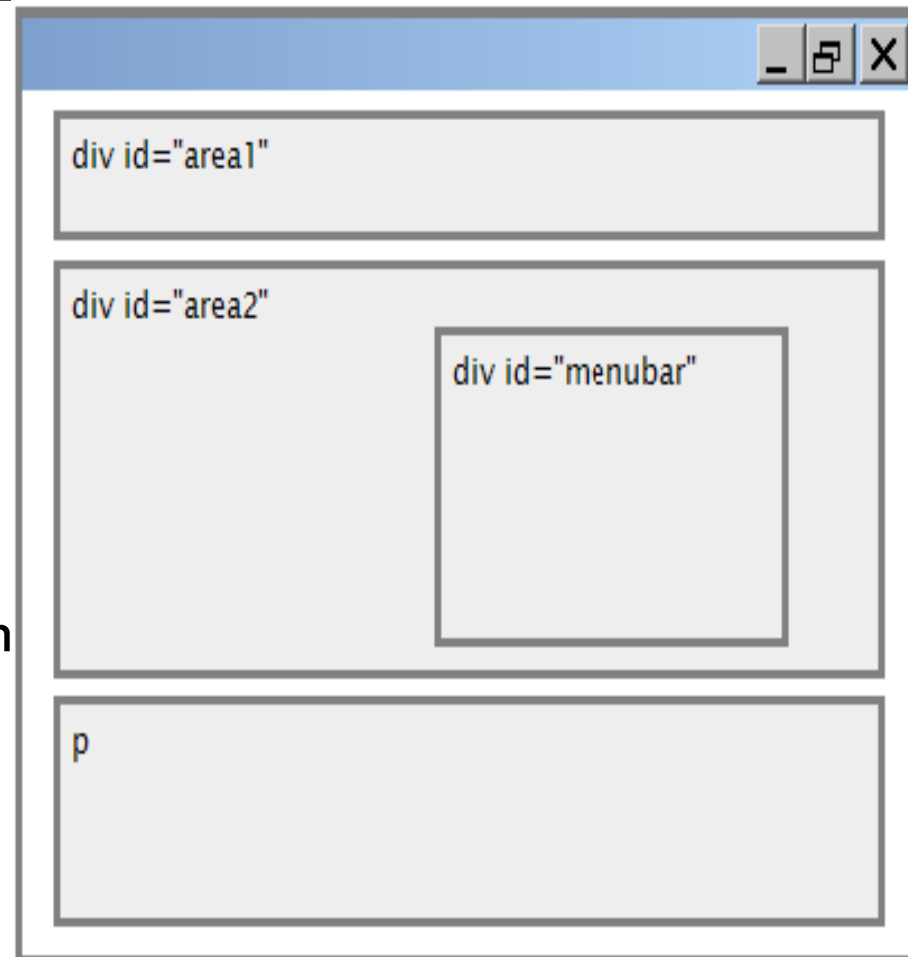 div id="area1"
div id="area2"
div id="menubar"
n
p